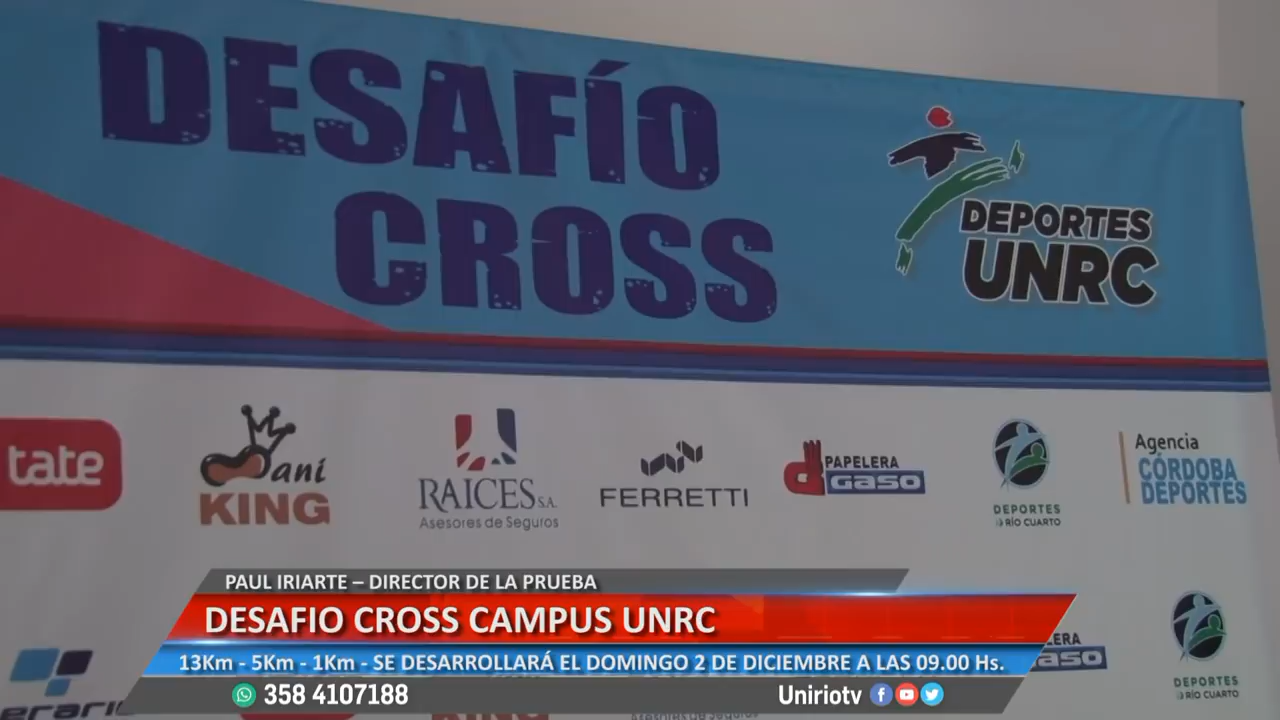 DESAFÍO
CROSS
DEPORTES
UNRC
tate
Mani
KING
RAICES S.A.
Asesores de Seguros
FERRETTI
PAPELERA
GASO
DEPORTES
RÍO CUARTO
Agencia
CÓRDOBA
DEPORTES
PAUL IRIARTE – DIRECTOR DE LA PRUEBA
DESAFIO CROSS CAMPUS UNRC
13Km - 5Km - 1Km - SE DESARROLLARÁ EL DOMINGO 2 DE DICIEMBRE A LAS 09.00 Hs.
358 4107188
Uniriotv
KING
DEPORTES
RÍO CUARTO